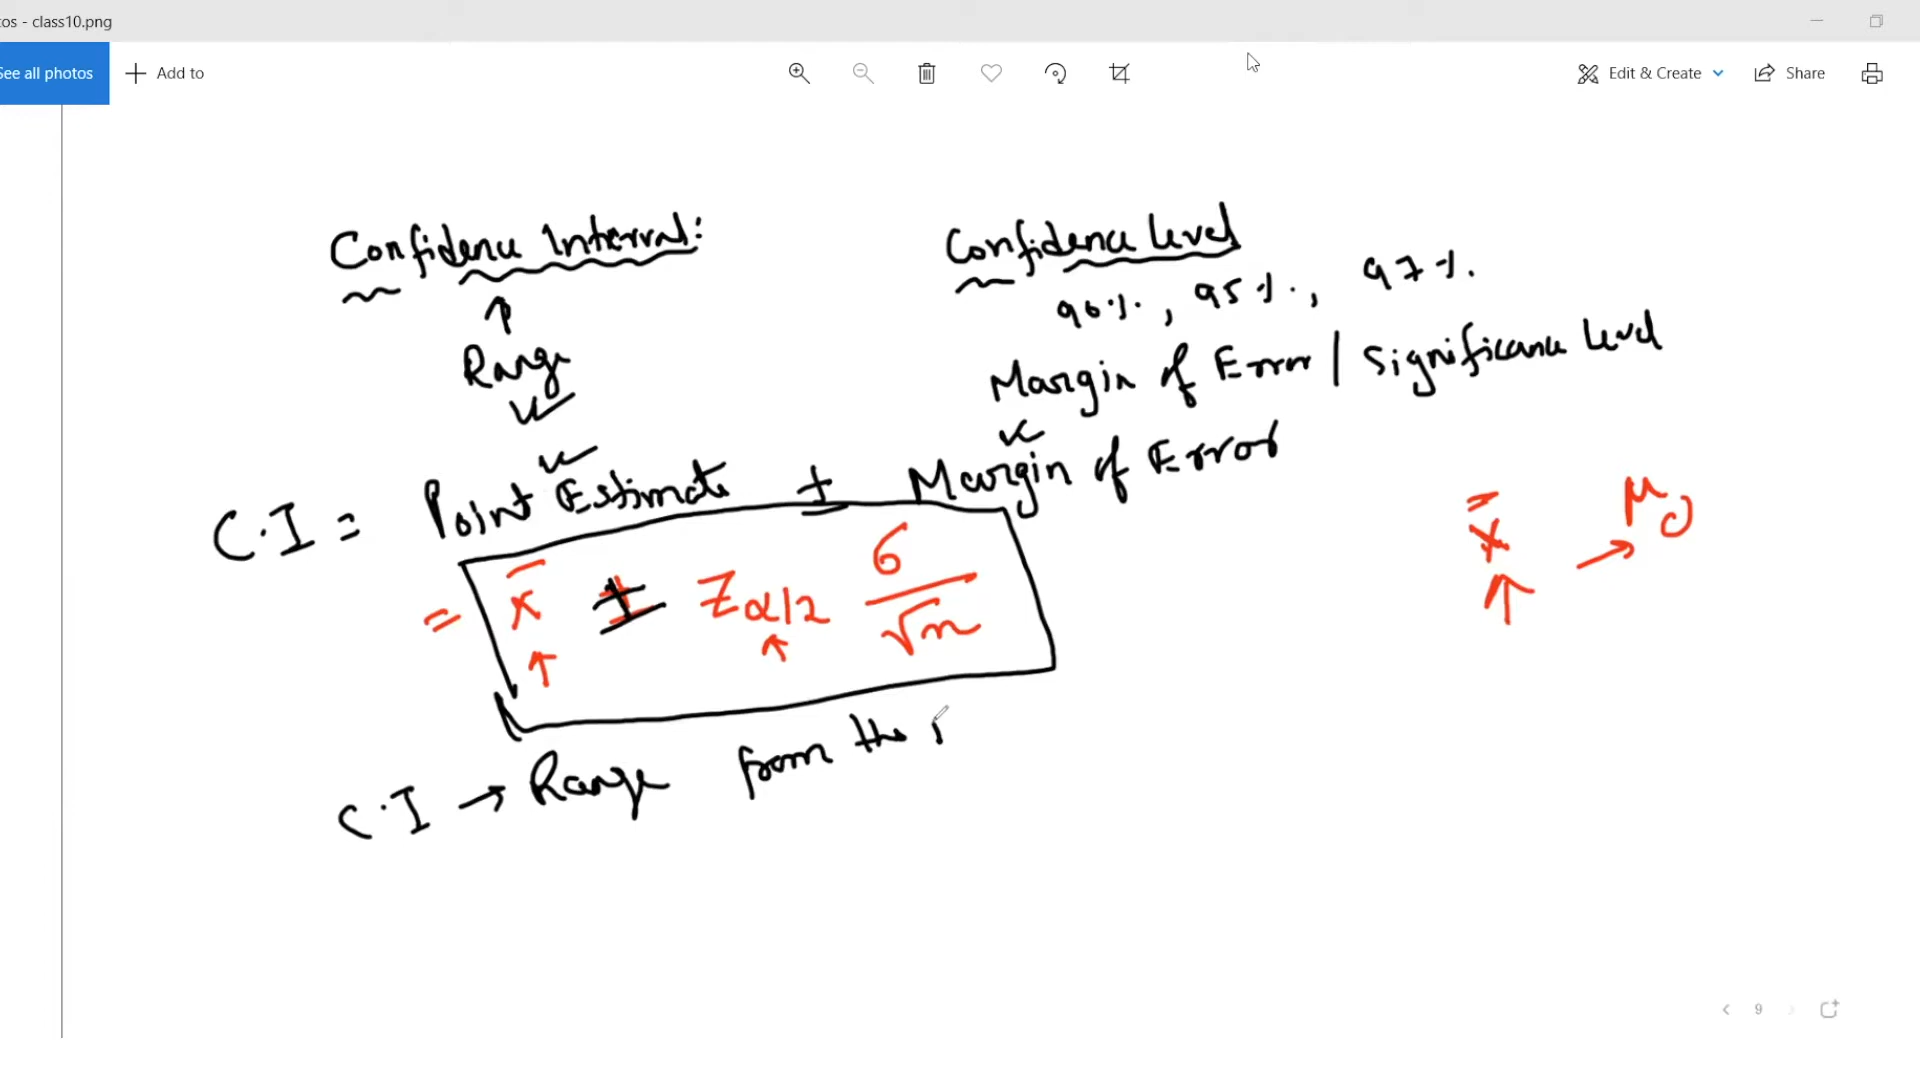 tos - class10.png
See all photos
Add to
Edit & Create
Share
Confidence Interval:
Confidence level
90%, 95%, 97%.
Range
Margin of Error / Significance level
C.I = Point Estimate ± Margin of Error
= x̄ ± Zα/2 σ/√n
x̄ → μ
C.I → Range from the
9